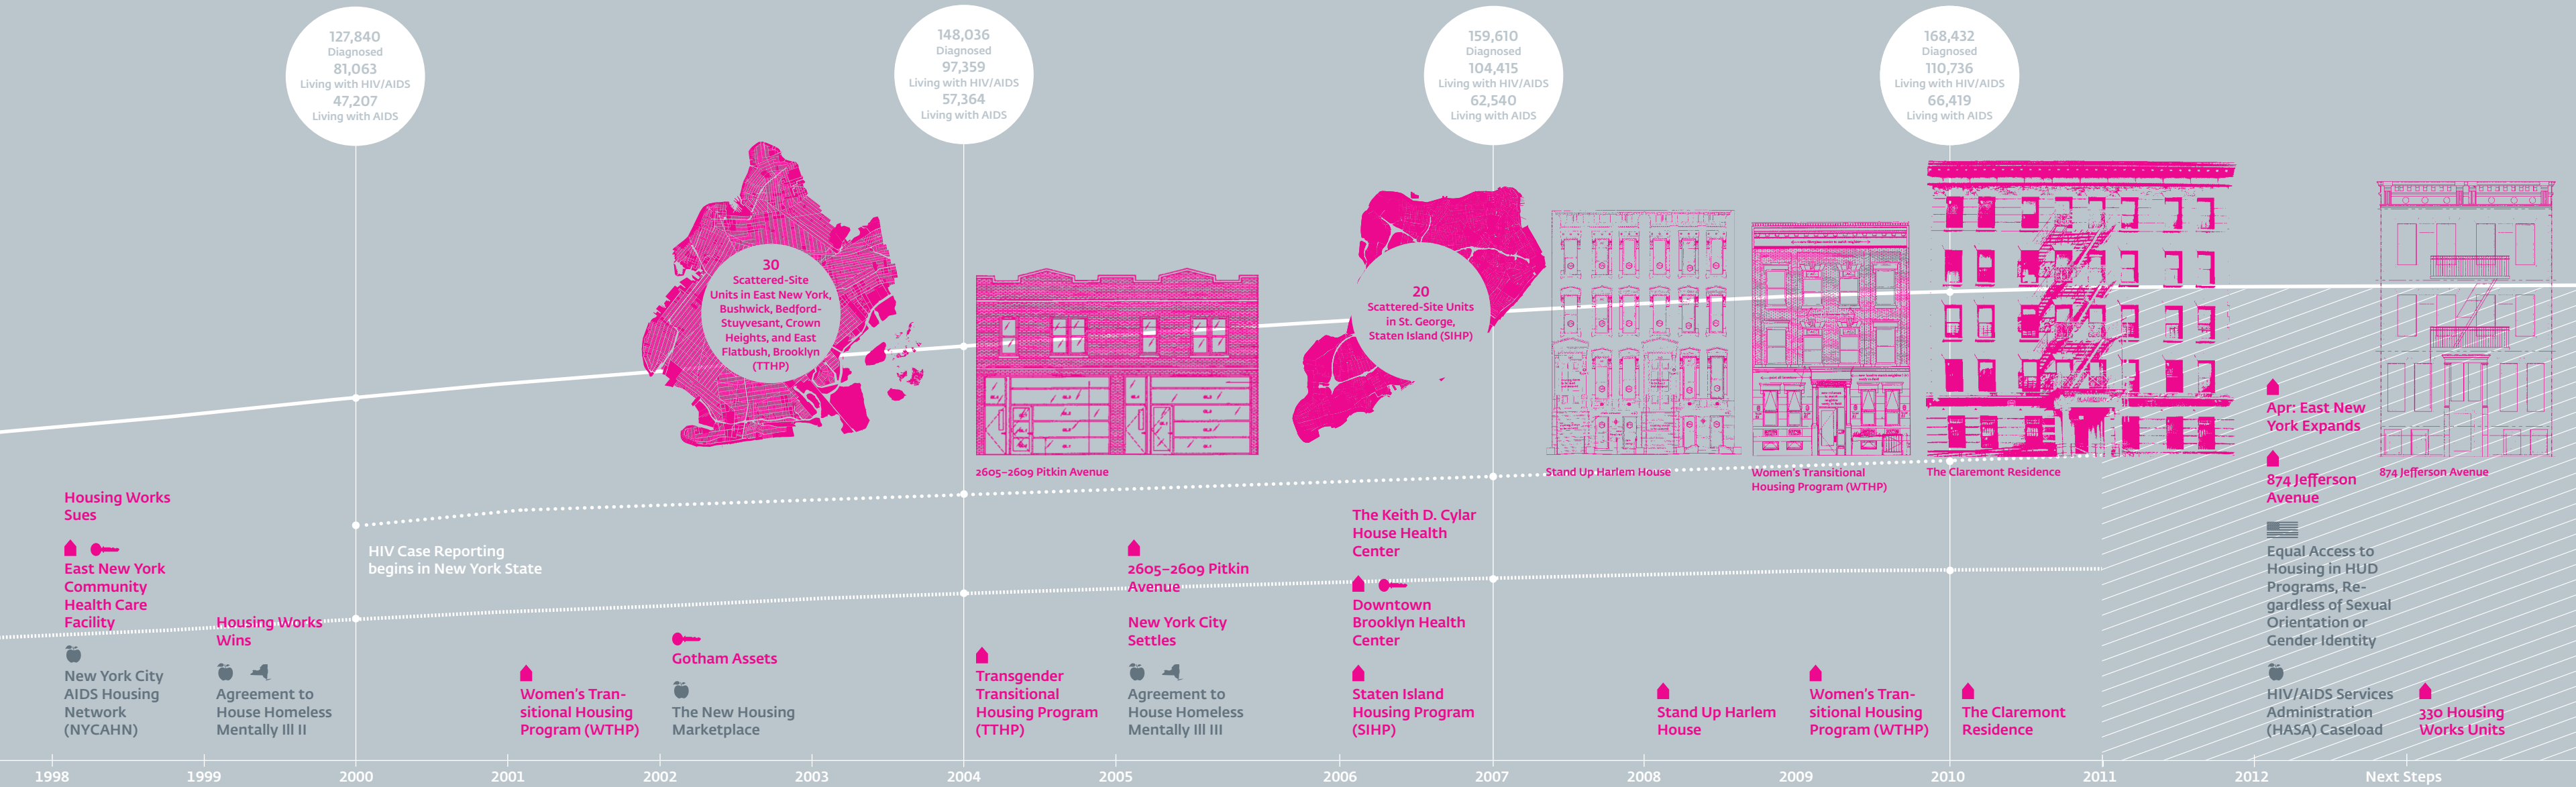 127,840
Diagnosed
81,063
Living with HIV/AIDS
47,207
Living with AIDS
148,036
Diagnosed
97,359
Living with HIV/AIDS
57,364
Living with AIDS
159,610
Diagnosed
104,415
Living with HIV/AIDS
62,540
Living with AIDS
168,432
Diagnosed
110,736
Living with HIV/AIDS
66,419
Living with AIDS
30
Scattered-Site
Units in East New York,
Bushwick, Bedford-
Stuyvesant, Crown
Heights, and East
Flatbush, Brooklyn
(TTHP)
2605–2609 Pitkin Avenue
20
Scattered-Site Units
in St. George,
Staten Island (SIHP)
Stand Up Harlem House
Women's Transitional
Housing Program (WTHP)
The Claremont Residence
874 Jefferson Avenue
Housing Works
Sues
East New York
Community
Health Care
Facility
New York City
AIDS Housing
Network
(NYCAHN)
Housing Works
Wins
Agreement to
House Homeless
Mentally Ill II
HIV Case Reporting
begins in New York State
Women's Tran-
sitional Housing
Program (WTHP)
Gotham Assets
The New Housing
Marketplace
Transgender
Transitional
Housing Program
(TTHP)
2605–2609 Pitkin
Avenue
New York City
Settles
Agreement to
House Homeless
Mentally Ill III
The Keith D. Cylar
House Health
Center
Downtown
Brooklyn Health
Center
Staten Island
Housing Program
(SIHP)
Stand Up Harlem
House
Women's Tran-
sitional Housing
Program (WTHP)
The Claremont
Residence
Apr: East New
York Expands
874 Jefferson
Avenue
Equal Access to
Housing in HUD
Programs, Re-
gardless of Sexual
Orientation or
Gender Identity
HIV/AIDS Services
Administration
(HASA) Caseload
330 Housing
Works Units
1998
1999
2000
2001
2002
2003
2004
2005
2006
2007
2008
2009
2010
2011
2012
Next Steps